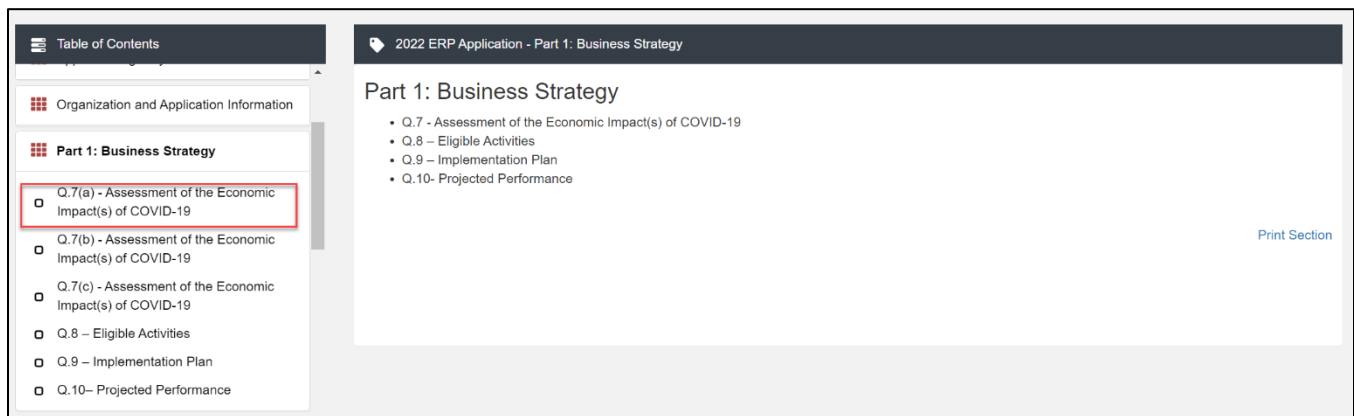 Table of Contents
Organization and Application Information
Part 1: Business Strategy
Q.7(a) - Assessment of the Economic
Impact(s) of COVID-19
Q.7(b) - Assessment of the Economic
Impact(s) of COVID-19
Q.7(c) - Assessment of the Economic
Impact(s) of COVID-19
Q.8 – Eligible Activities
Q.9 – Implementation Plan
Q.10– Projected Performance
2022 ERP Application - Part 1: Business Strategy
Part 1: Business Strategy
• Q.7 - Assessment of the Economic Impact(s) of COVID-19
• Q.8 – Eligible Activities
• Q.9 – Implementation Plan
• Q.10- Projected Performance
Print Section